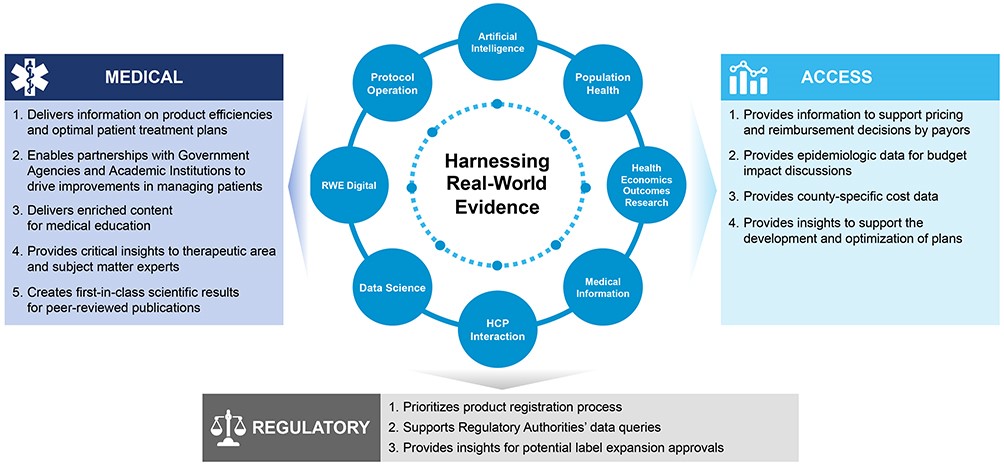 MEDICAL
1. Delivers information on product efficiencies
and optimal patient treatment plans
2. Enables partnerships with Government
Agencies and Academic Institutions to
drive improvements in managing patients
3. Delivers enriched content
for medical education
4. Provides critical insights to therapeutic area
and subject matter experts
5. Creates first-in-class scientific results
for peer-reviewed publications
Harnessing
Real-World
Evidence
Artificial
Intelligence
Population
Health
Health
Economics
Outcomes
Research
Medical
Information
HCP
Interaction
Data Science
RWE Digital
Protocol
Operation
ACCESS
1. Provides information to support pricing
and reimbursement decisions by payors
2. Provides epidemiologic data for budget
impact discussions
3. Provides county-specific cost data
4. Provides insights to support the
development and optimization of plans
REGULATORY
1. Prioritizes product registration process
2. Supports Regulatory Authorities’ data queries
3. Provides insights for potential label expansion approvals